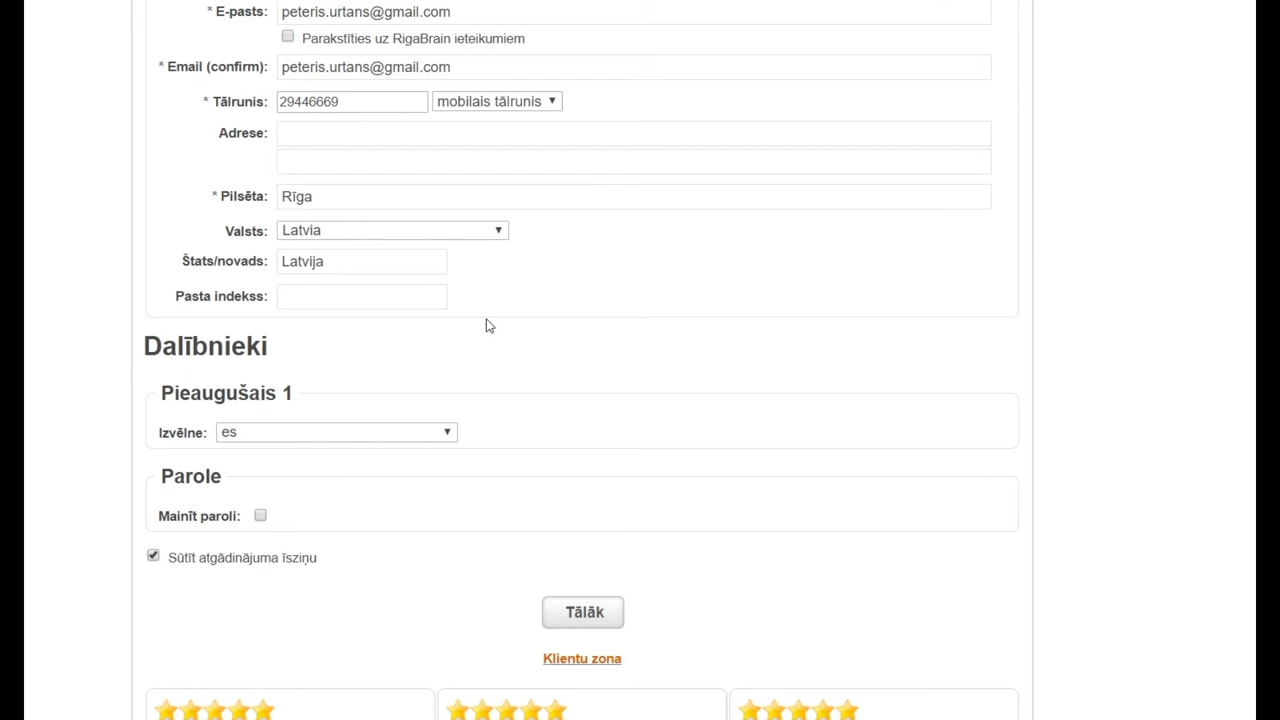 * E-pasts: peteris.urtans@gmail.com
Parakstīties uz RigaBrain ieteikumiem
* Email (confirm): peteris.urtans@gmail.com
* Tālrunis: 29446669 mobilais tālrunis
Adrese:
* Pilsēta: Rīga
Valsts: Latvia
Štats/novads: Latvija
Pasta indekss:
Dalībnieki
Pieaugušais 1
Izvēlne: es
Parole
Mainīt paroli:
Sūtīt atgādinājuma īsziņu
Tālāk
Klientu zona